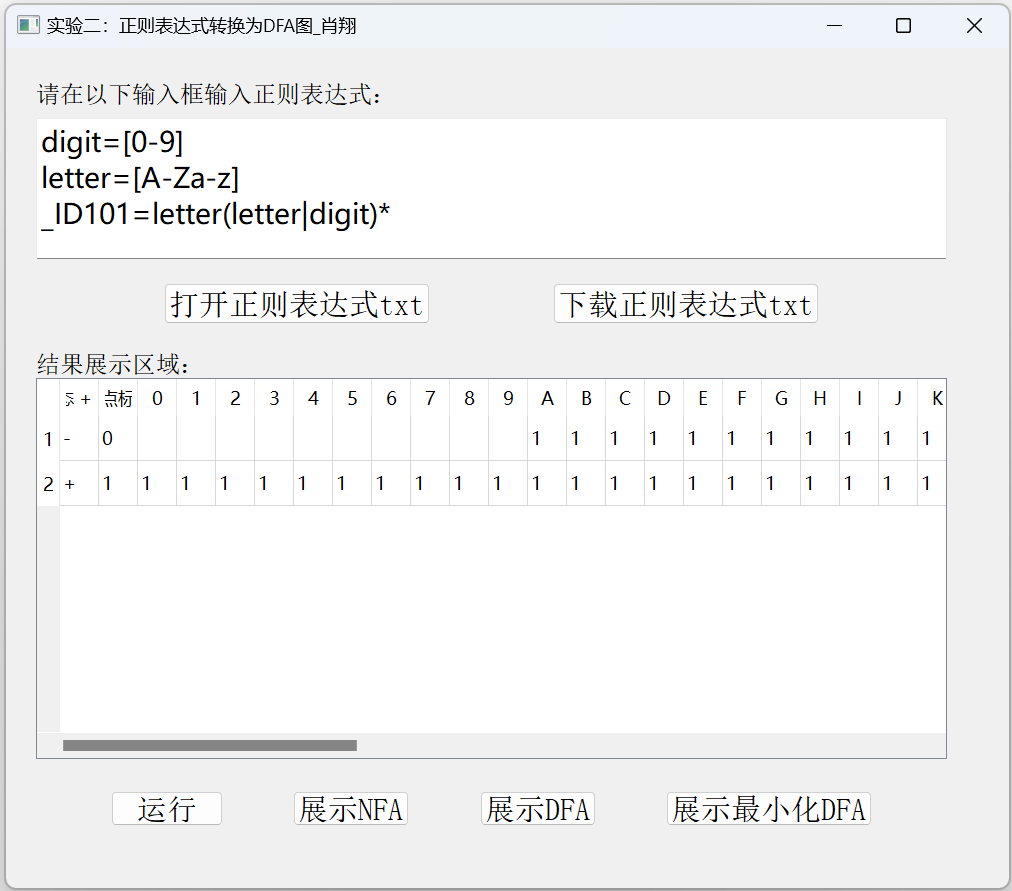 实验二：正则表达式转换为DFA图_肖翔
请在以下输入框输入正则表达式：
digit=[0-9]
letter=[A-Za-z]
_ID101=letter(letter|digit)*
打开正则表达式txt 下载正则表达式txt
结果展示区域：
+ 点标 0 1 2 3 4 5 6 7 8 9 A B C D E F G H I J K
1 - 0 1 1 1 1 1 1 1 1 1 1 1
2 + 1 1 1 1 1 1 1 1 1 1 1 1 1 1 1 1 1 1 1 1 1 1
运行 展示NFA 展示DFA 展示最小化DFA